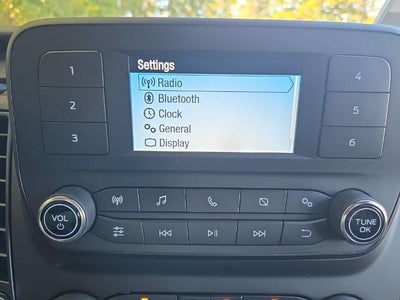 Settings
Radio
Bluetooth
Clock
General
Display
1
2
3
4
5
6
VOL
TUNE
OK